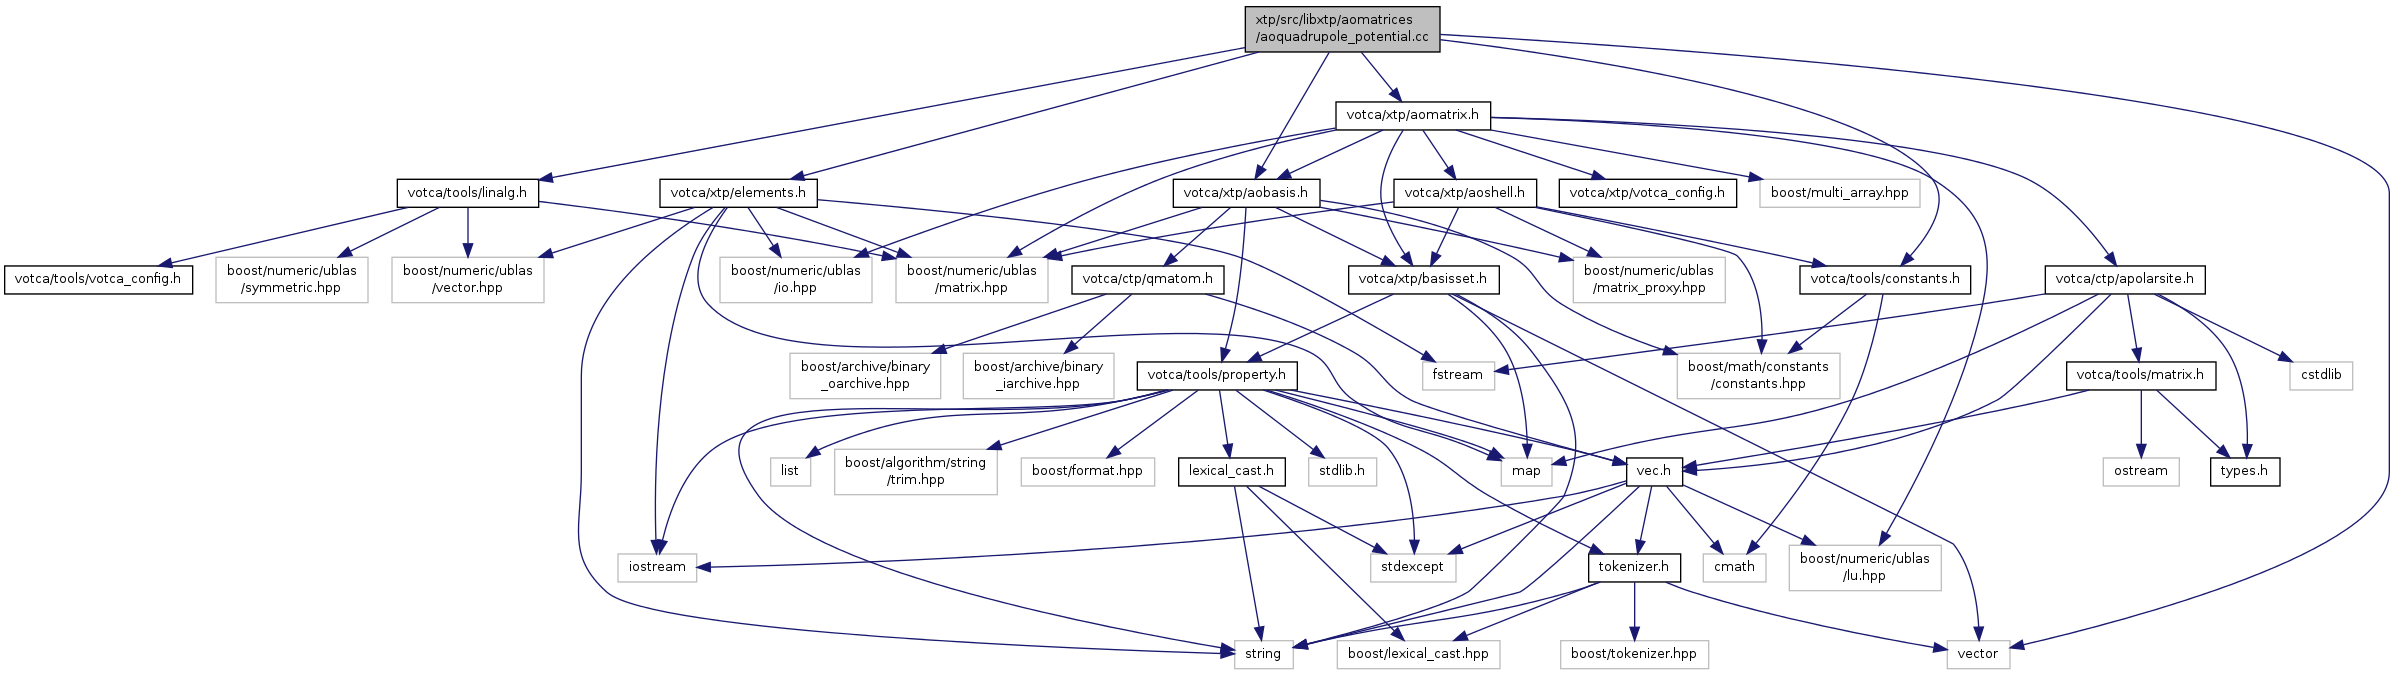 xtp/src/libxtp/aomatrices
/aoquadrupole_potential.cc
votca/xtp/aomatrix.h
votca/tools/linalg.h
votca/xtp/elements.h
votca/xtp/aobasis.h
votca/xtp/aoshell.h
votca/xtp/votca_config.h
boost/multi_array.hpp
votca/tools/votca_config.h
boost/numeric/ublas
/symmetric.hpp
boost/numeric/ublas
/vector.hpp
boost/numeric/ublas
/io.hpp
boost/numeric/ublas
/matrix.hpp
votca/ctp/qmatom.h
votca/xtp/basisset.h
boost/numeric/ublas
/matrix_proxy.hpp
votca/tools/constants.h
votca/ctp/apolarsite.h
boost/archive/binary
_oarchive.hpp
boost/archive/binary
_iarchive.hpp
votca/tools/property.h
fstream
boost/math/constants
/constants.hpp
votca/tools/matrix.h
cstdlib
list
boost/algorithm/string
/trim.hpp
boost/format.hpp
lexical_cast.h
stdlib.h
map
vec.h
ostream
types.h
iostream
stdexcept
tokenizer.h
cmath
boost/numeric/ublas
/lu.hpp
string
boost/lexical_cast.hpp
boost/tokenizer.hpp
vector